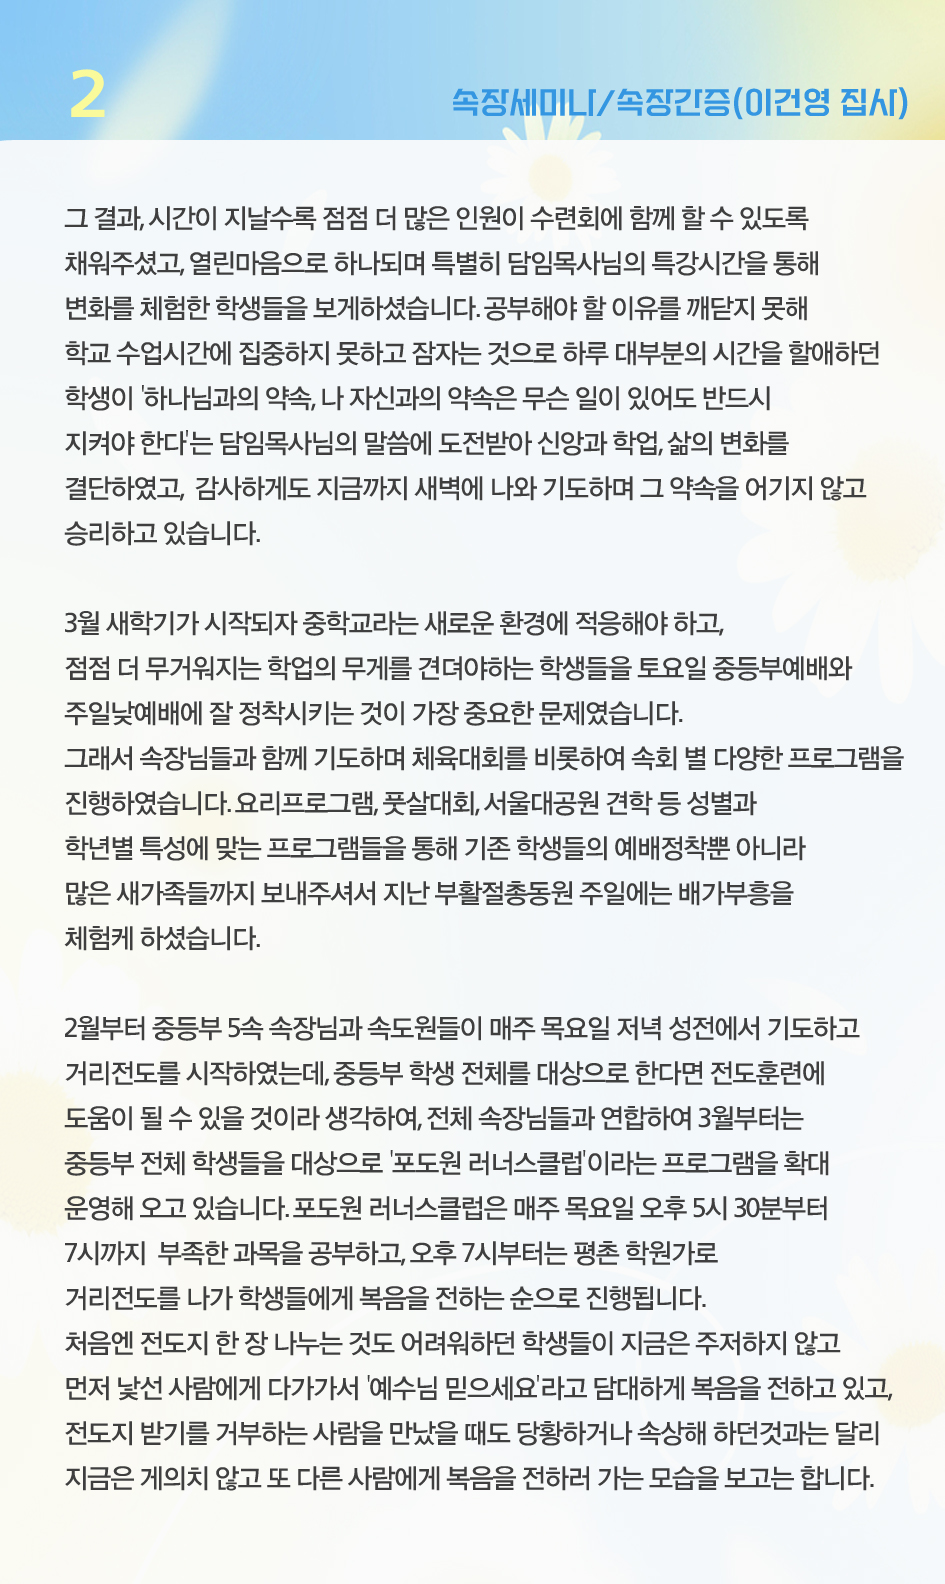 2
속장세미나/속장간증(이건영 집사)
그 결과, 시간이 지날수록 점점 더 많은 인원이 수련회에 함께 할 수 있도록
채워주셨고, 열린마음으로 하나되며 특별히 담임목사님의 특강시간을 통해
변화를 체험한 학생들을 보게하셨습니다. 공부해야 할 이유를 깨닫지 못해
학교 수업시간에 집중하지 못하고 잠자는 것으로 하루 대부분의 시간을 할애하던
학생이 '하나님과의 약속, 나 자신과의 약속은 무슨 일이 있어도 반드시
지켜야 한다'는 담임목사님의 말씀에 도전받아 신앙과 학업, 삶의 변화를
결단하였고,  감사하게도 지금까지 새벽에 나와 기도하며 그 약속을 어기지 않고
승리하고 있습니다.
3월 새학기가 시작되자 중학교라는 새로운 환경에 적응해야 하고,
점점 더 무거워지는 학업의 무게를 견뎌야하는 학생들을 토요일 중등부예배와
주일낮예배에 잘 정착시키는 것이 가장 중요한 문제였습니다.
그래서 속장님들과 함께 기도하며 체육대회를 비롯하여 속회 별 다양한 프로그램을
진행하였습니다. 요리프로그램, 풋살대회, 서울대공원 견학 등 성별과
학년별 특성에 맞는 프로그램들을 통해 기존 학생들의 예배정착뿐 아니라
많은 새가족들까지 보내주셔서 지난 부활절총동원 주일에는 배가부흥을
체험케 하셨습니다.
2월부터 중등부 5속 속장님과 속도원들이 매주 목요일 저녁 성전에서 기도하고
거리전도를 시작하였는데, 중등부 학생 전체를 대상으로 한다면 전도훈련에
도움이 될 수 있을 것이라 생각하여, 전체 속장님들과 연합하여 3월부터는
중등부 전체 학생들을 대상으로 '포도원 러너스클럽'이라는 프로그램을 확대
운영해 오고 있습니다. 포도원 러너스클럽은 매주 목요일 오후 5시 30분부터
7시까지  부족한 과목을 공부하고, 오후 7시부터는 평촌 학원가로
거리전도를 나가 학생들에게 복음을 전하는 순으로 진행됩니다.
처음엔 전도지 한 장 나누는 것도 어려워하던 학생들이 지금은 주저하지 않고
먼저 낯선 사람에게 다가가서 '예수님 믿으세요'라고 담대하게 복음을 전하고 있고,
전도지 받기를 거부하는 사람을 만났을 때도 당황하거나 속상해 하던것과는 달리
지금은 게의치 않고 또 다른 사람에게 복음을 전하러 가는 모습을 보고는 합니다.